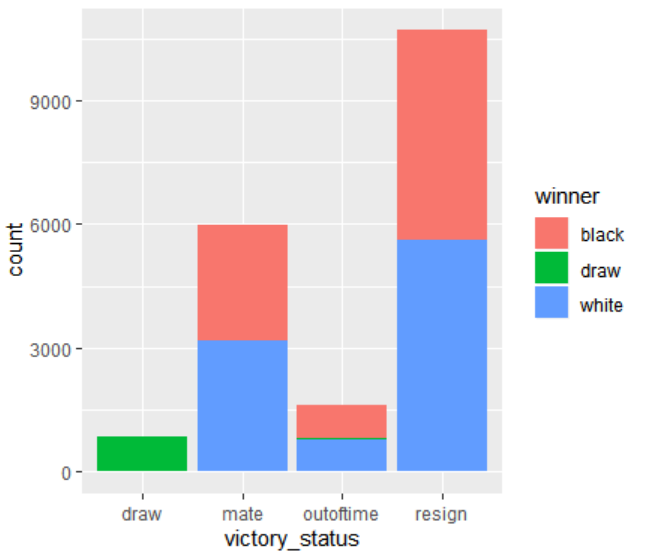 9000
6000
3000
0
count
draw
mate
outoftime
resign
victory_status
winner
black
draw
white